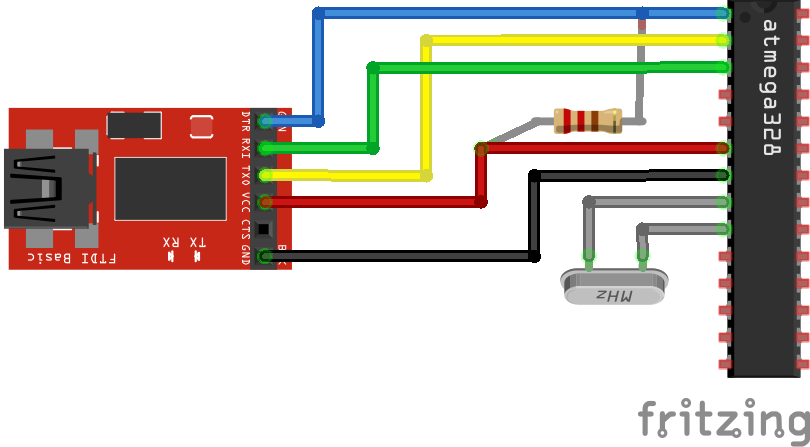 atmega328
GRN
DTR
RXI
TXO
VCC
CTS
GND
BLK
TX RX
FTDI Basic
MHz
fritzing